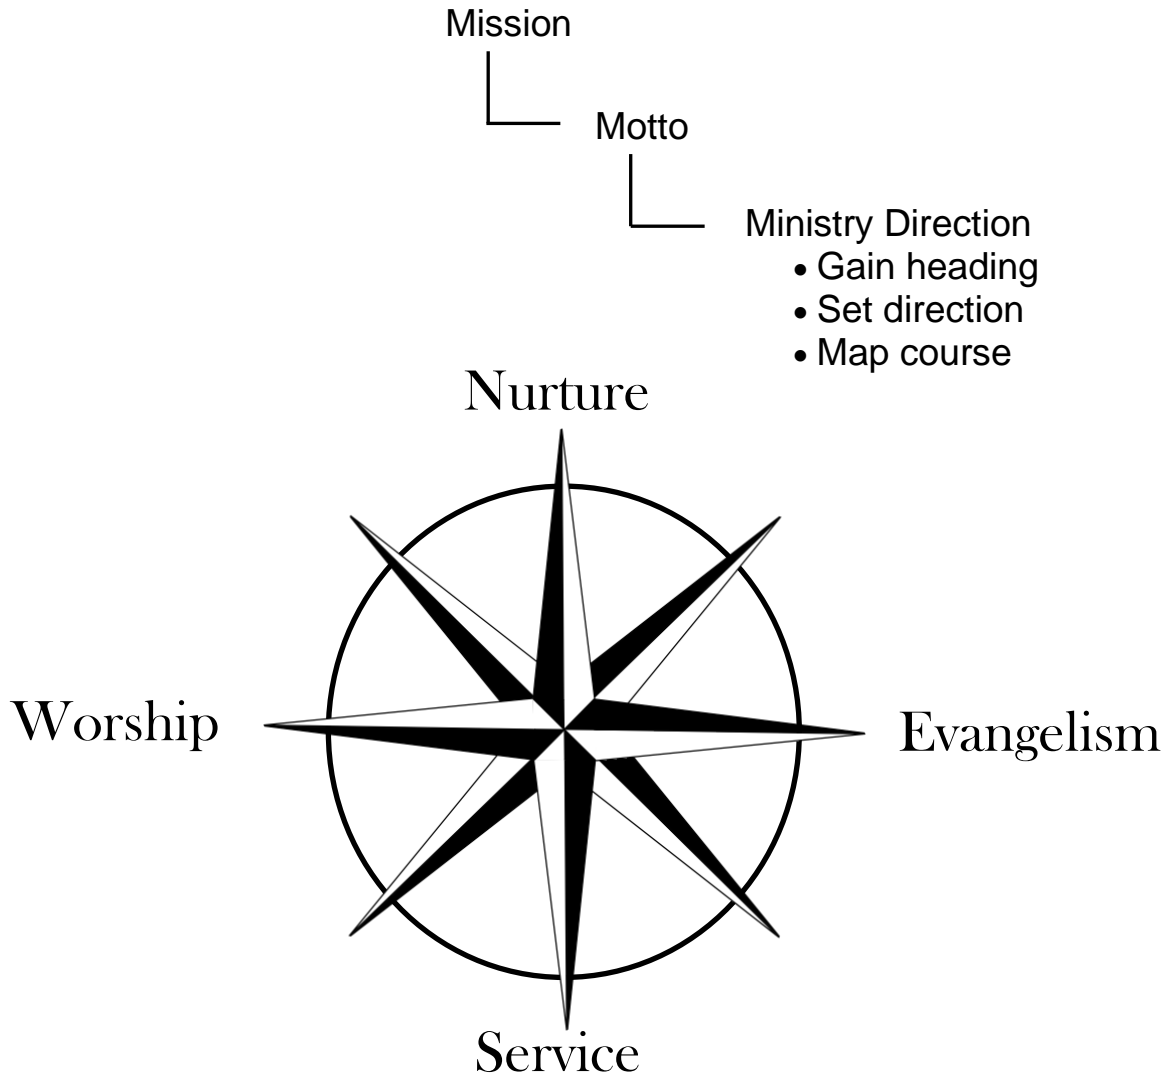 Mission
Motto
Ministry Direction
• Gain heading
• Set direction
• Map course
Nurture
Worship
Evangelism
Service